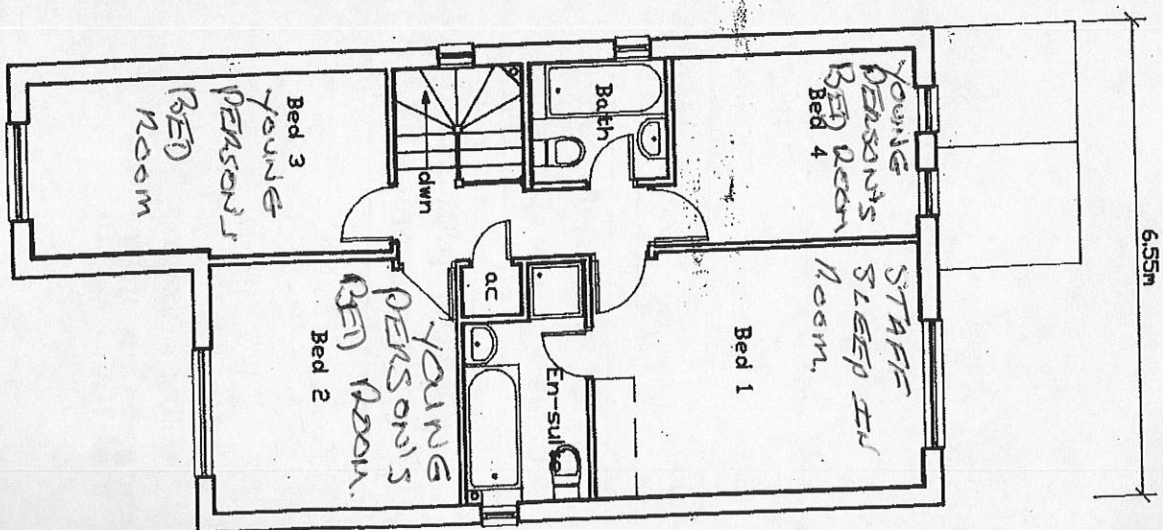 6.55m
YOUNG
PERSON'S
BED ROOM
Bed 4
STAFF
SLEEP IN
ROOM.
Bed 1
Bath
dwn
ac
En-suite
Bed 3
YOUNG
PERSON'S
BED
ROOM
YOUNG
PERSON'S
BED ROOM.
Bed 2